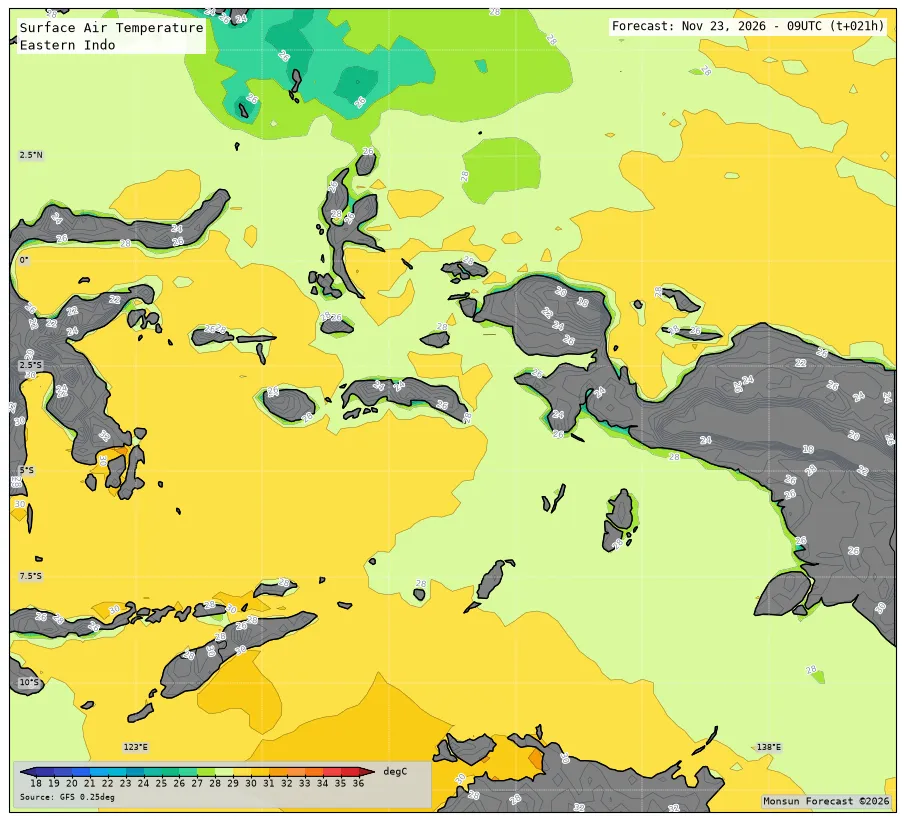 Surface Air Temperature
Eastern Indo
Forecast: Nov 23, 2026 - 09UTC (t+021h)
2.5°N
0°
2.5°S
5°S
7.5°S
10°S
123°E
138°E
18 19 20 21 22 23 24 25 26 27 28 29 30 31 32 33 34 35 36
degC
Source: GFS 0.25deg
Monsun Forecast ©2026